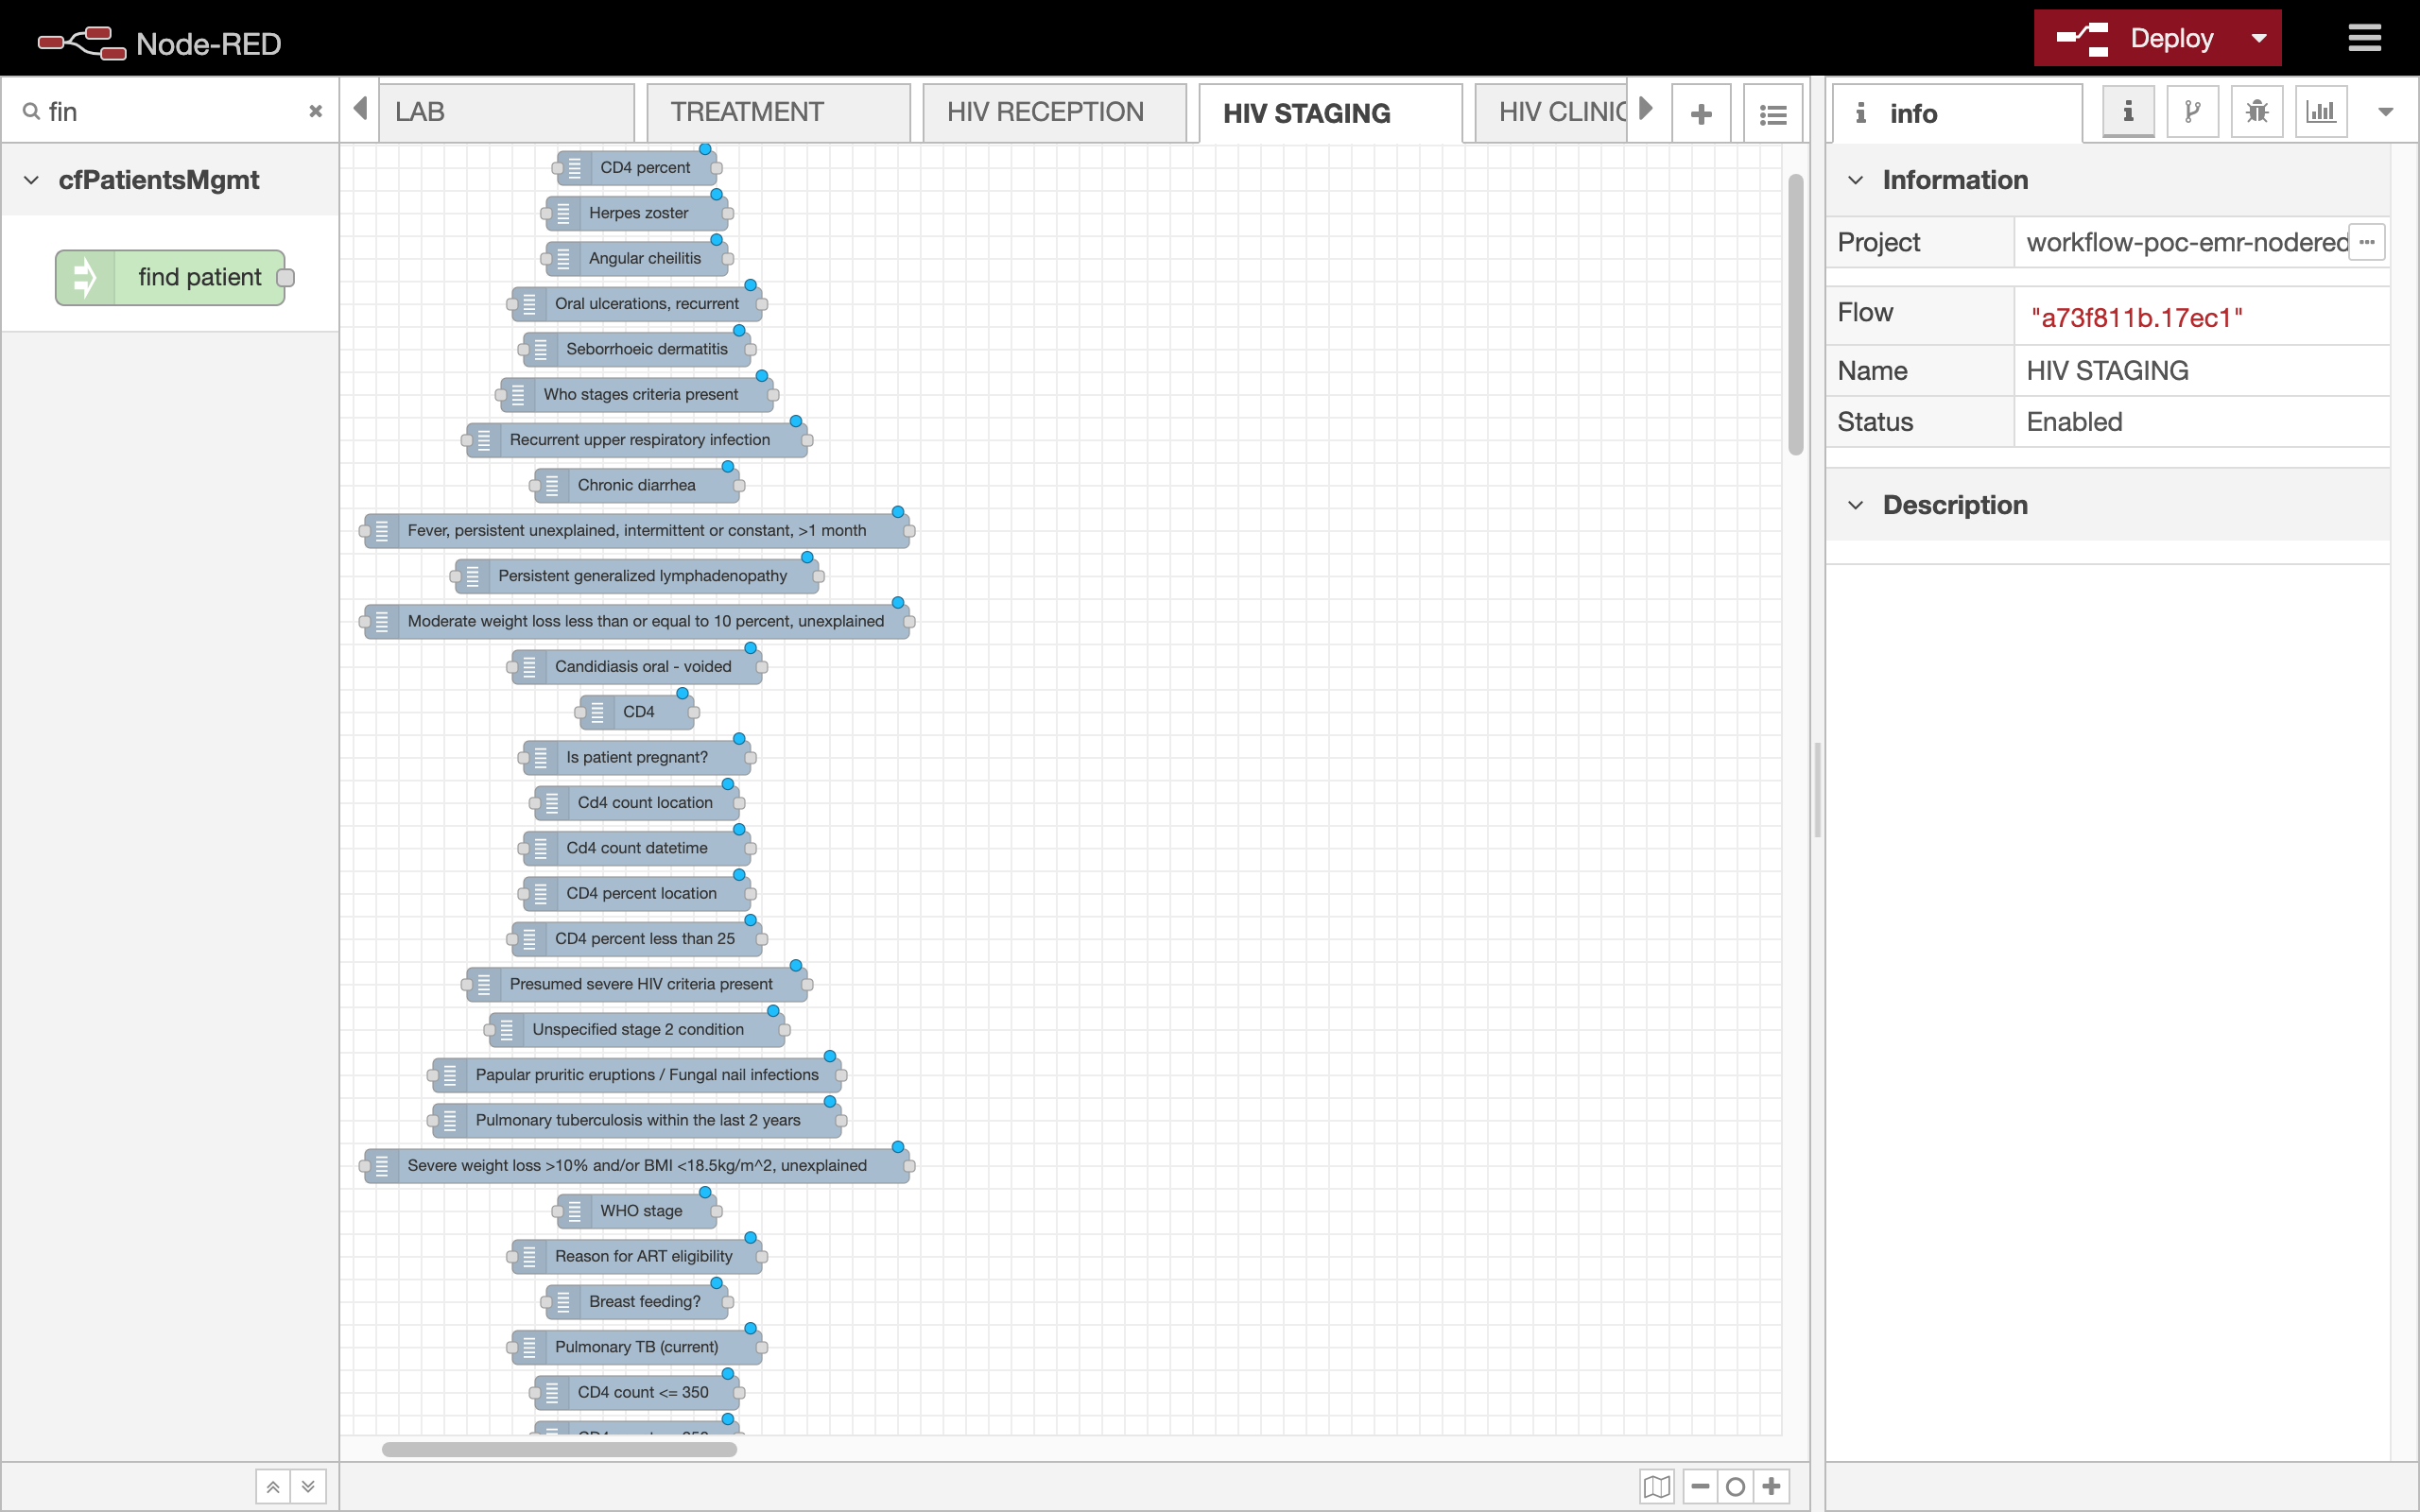 Node-RED
Deploy
fin
LAB
TREATMENT
HIV RECEPTION
HIV STAGING
HIV CLINIC
info
cfPatientsMgmt
find patient
CD4 percent
Herpes zoster
Angular cheilitis
Oral ulcerations, recurrent
Seborrhoeic dermatitis
Who stages criteria present
Recurrent upper respiratory infection
Chronic diarrhea
Fever, persistent unexplained, intermittent or constant, >1 month
Persistent generalized lymphadenopathy
Moderate weight loss less than or equal to 10 percent, unexplained
Candidiasis oral - voided
CD4
Is patient pregnant?
Cd4 count location
Cd4 count datetime
CD4 percent location
CD4 percent less than 25
Presumed severe HIV criteria present
Unspecified stage 2 condition
Papular pruritic eruptions / Fungal nail infections
Pulmonary tuberculosis within the last 2 years
Severe weight loss >10% and/or BMI <18.5kg/m^2, unexplained
WHO stage
Reason for ART eligibility
Breast feeding?
Pulmonary TB (current)
CD4 count <= 350
Information
Project workflow-poc-emr-nodered
Flow "a73f811b.17ec1"
Name HIV STAGING
Status Enabled
Description